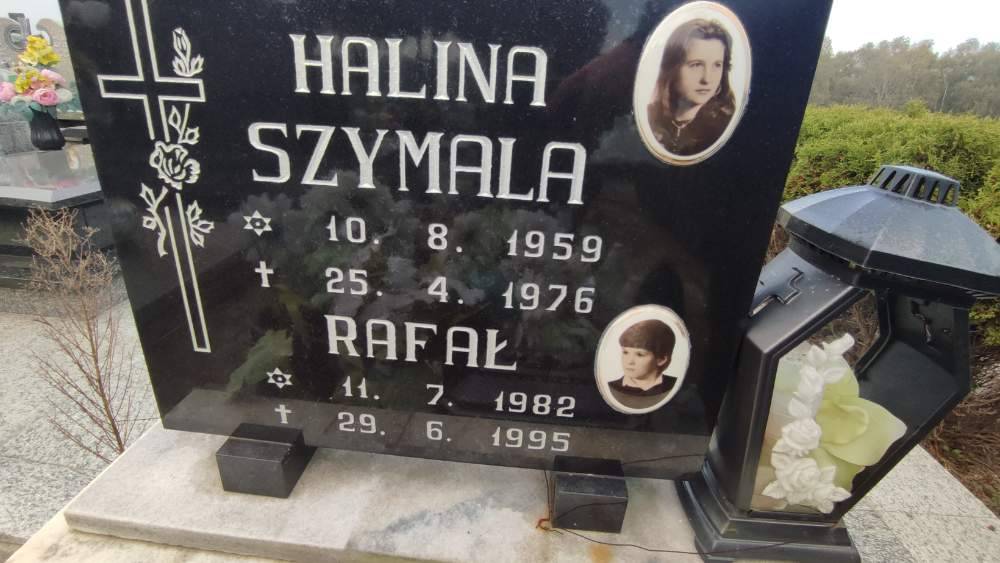 HALINA
SZYMALA
10. 8. 1959
25. 4. 1976
RAFAŁ
11. 7. 1982
29. 6. 1995